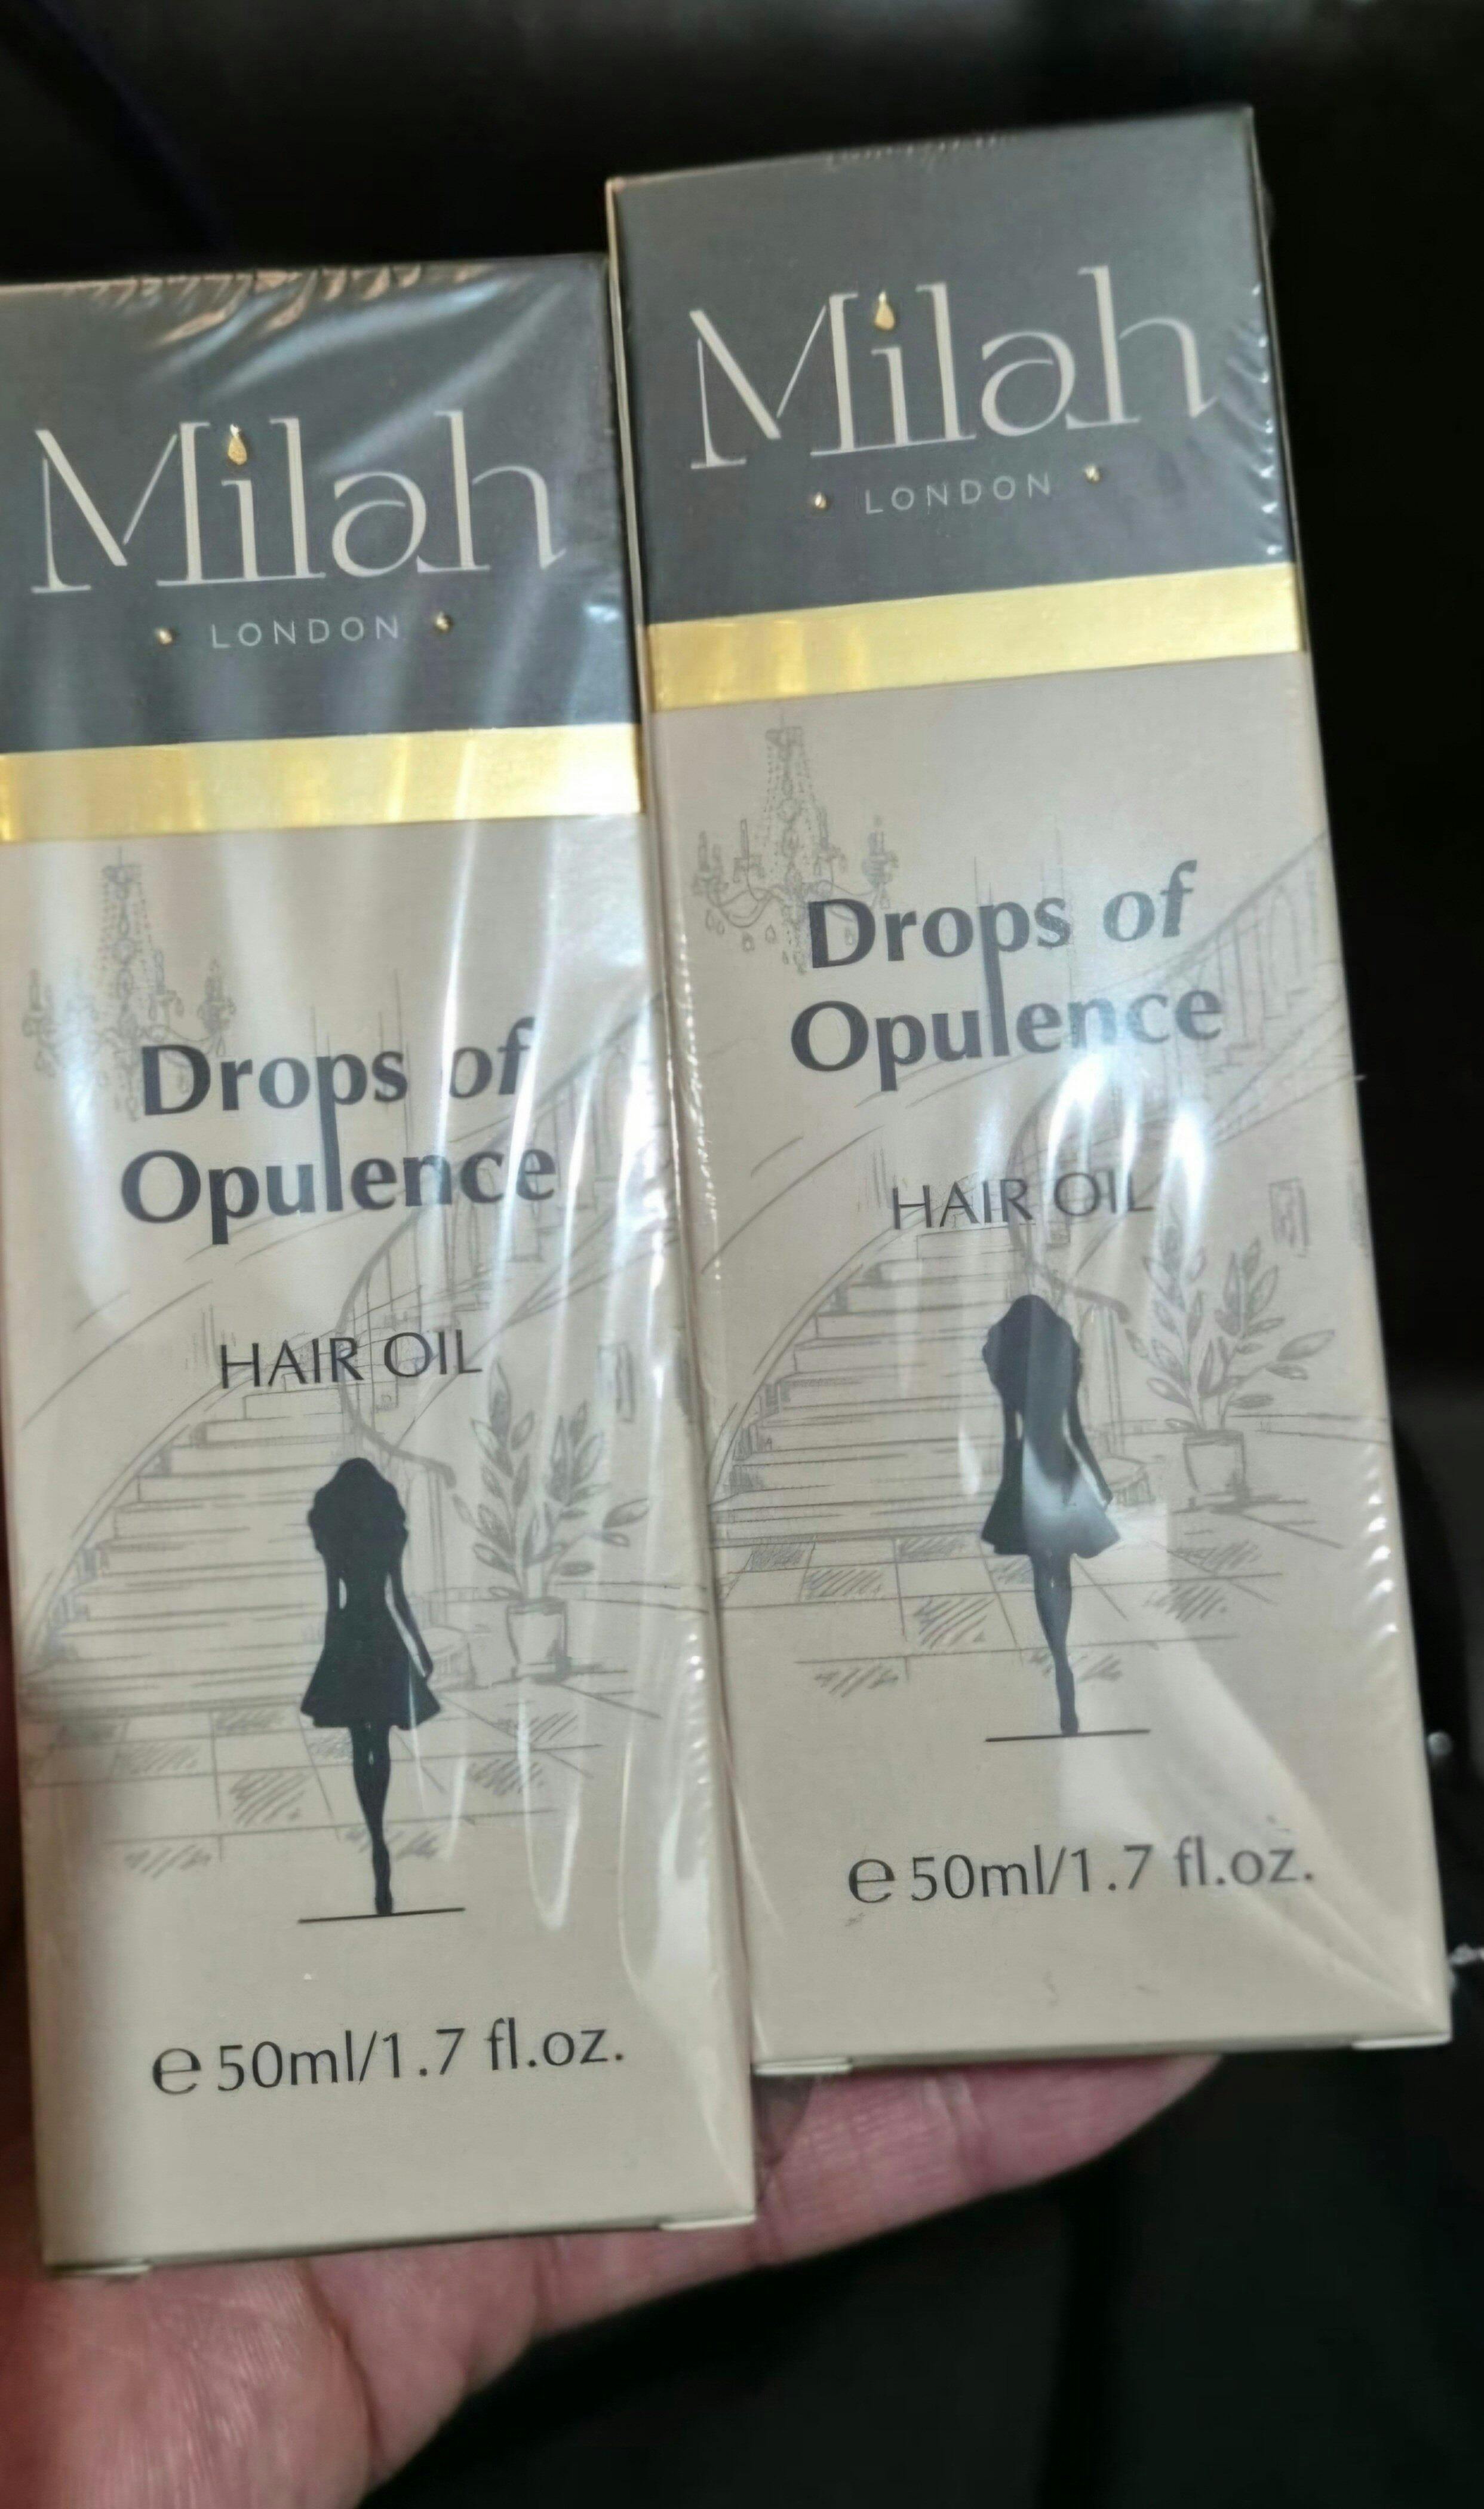 Milah
LONDON
Drops of
Opulence
HAIR OIL
℮ 50ml/1.7 fl.oz.
Milah
LONDON
Drops of
Opulence
HAIR OIL
℮ 50ml/1.7 fl.oz.